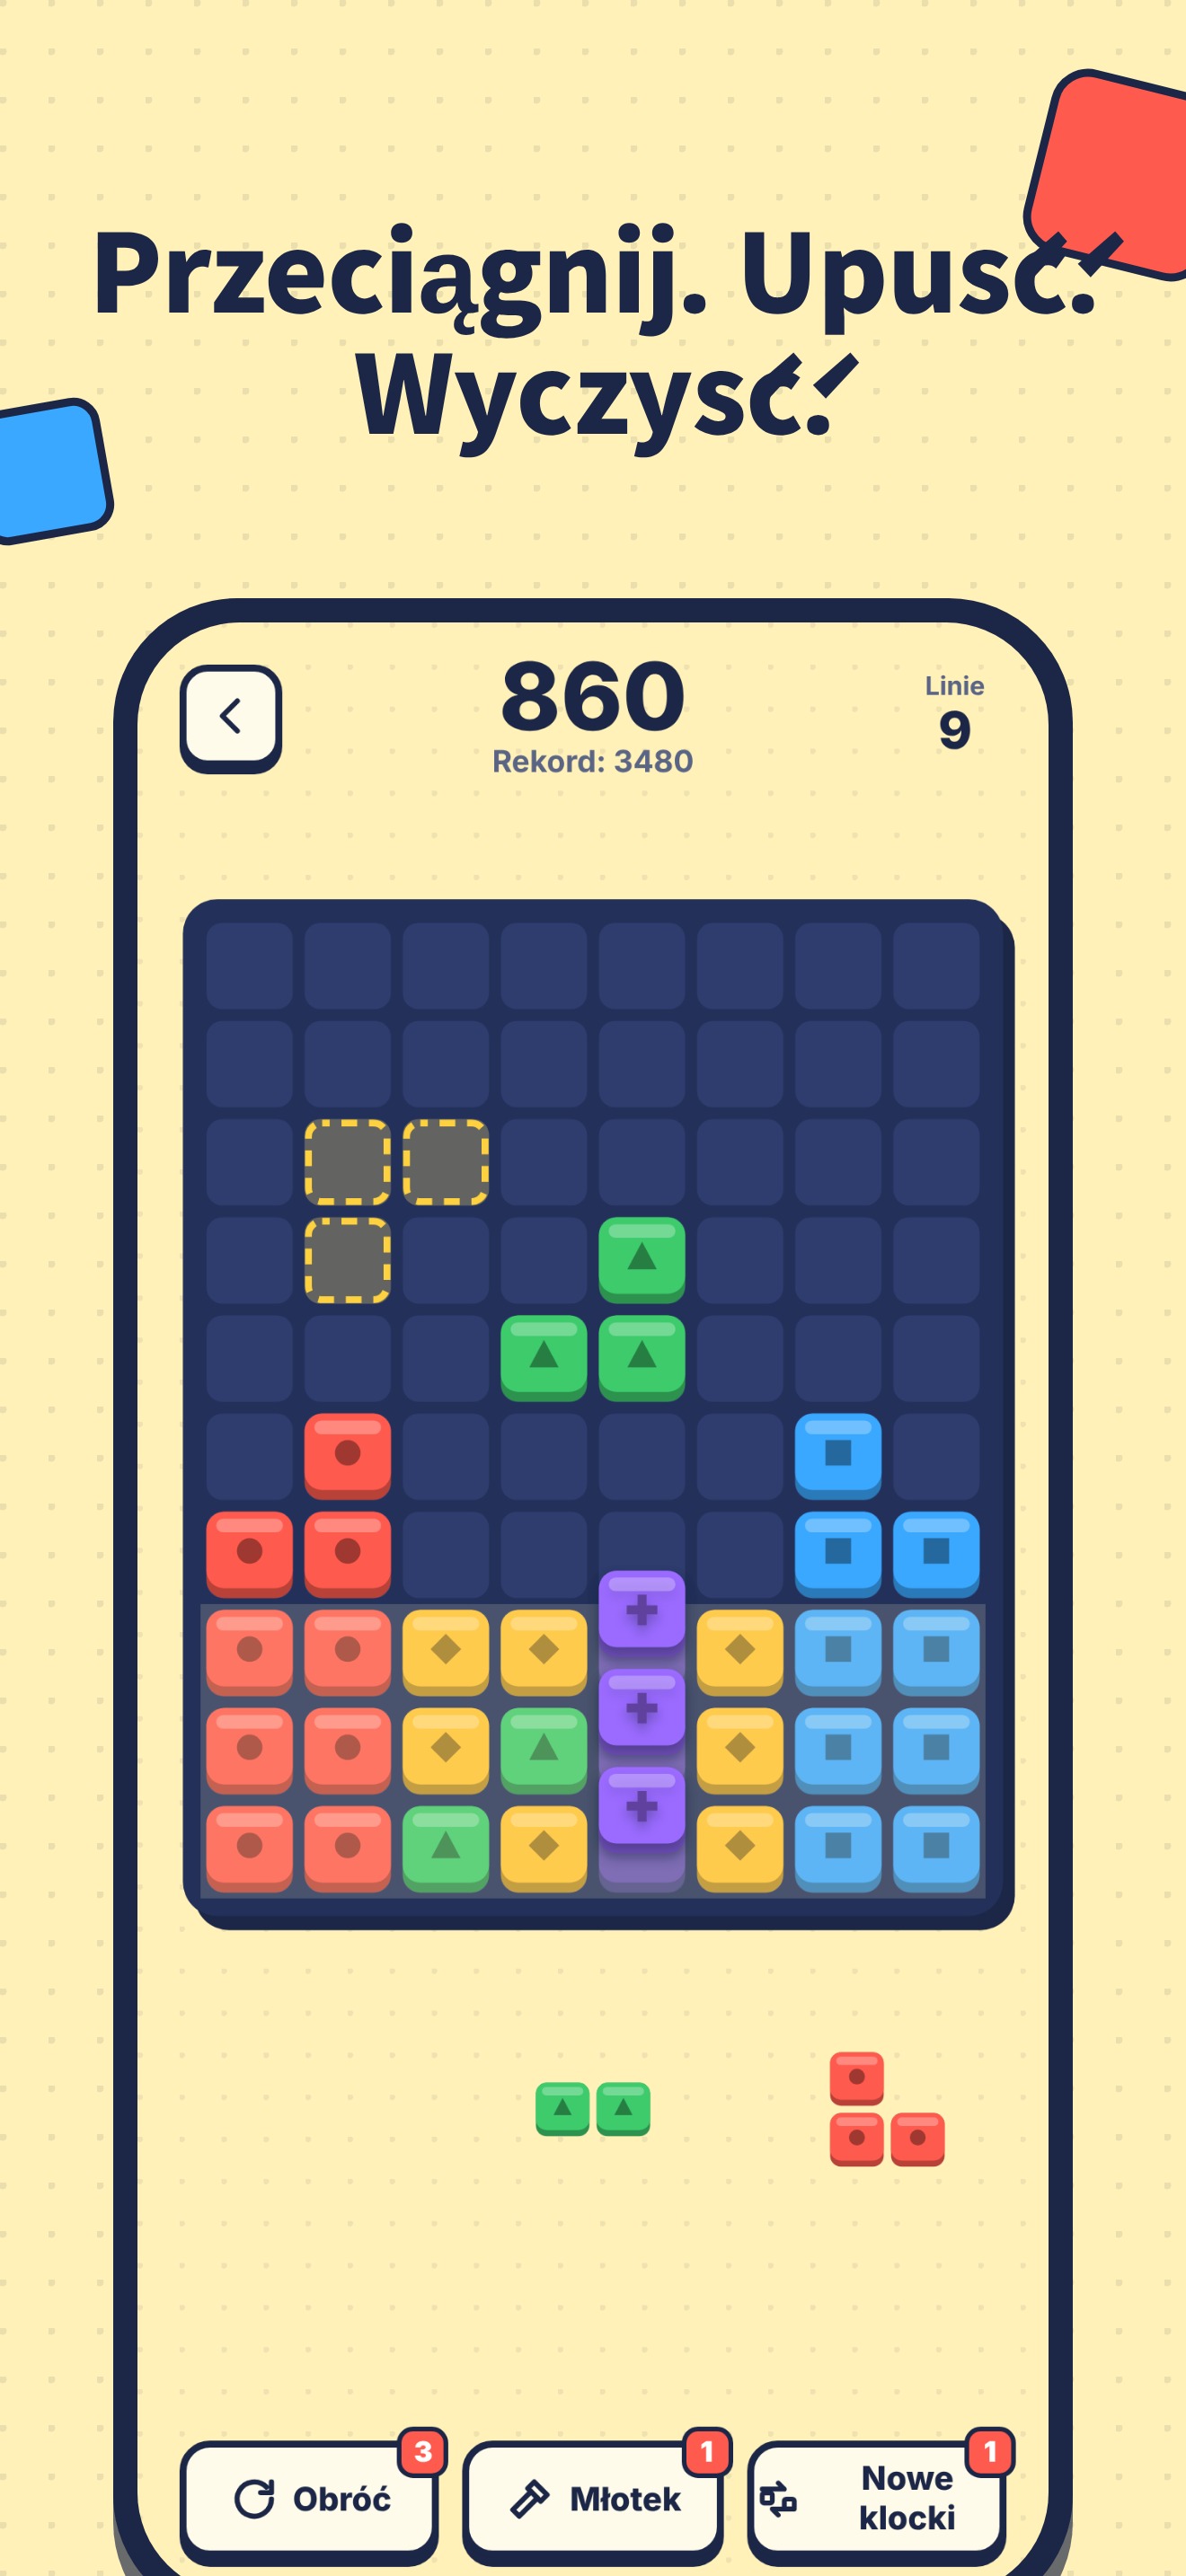 Przeciągnij. Upuść.
Wyczyść.
860
Rekord: 3480
Linie
9
3
Obróć
1
Młotek
1
Nowe
klocki